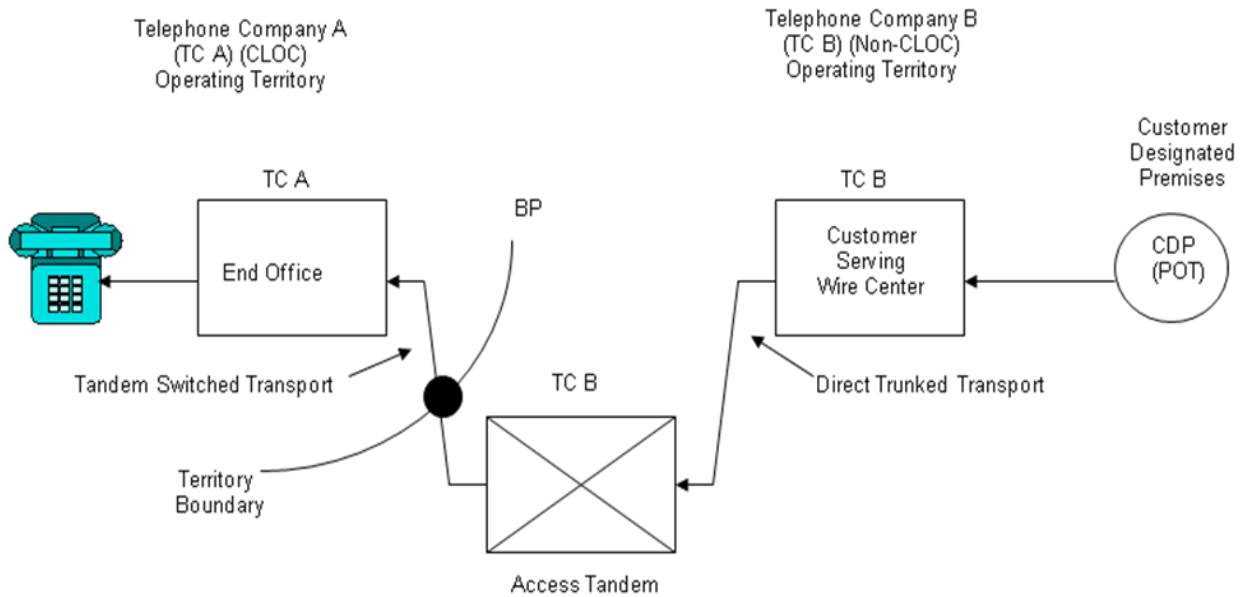 Telephone Company A
(TC A) (CLOC)
Operating Territory
Telephone Company B
(TC B) (Non-CLOC)
Operating Territory
Customer
Designated
Premises
TC A
TC B
BP
End Office
Customer
Serving
Wire Center
CDP
(POT)
Tandem Switched Transport
TC B
Direct Trunked Transport
Territory
Boundary
Access Tandem